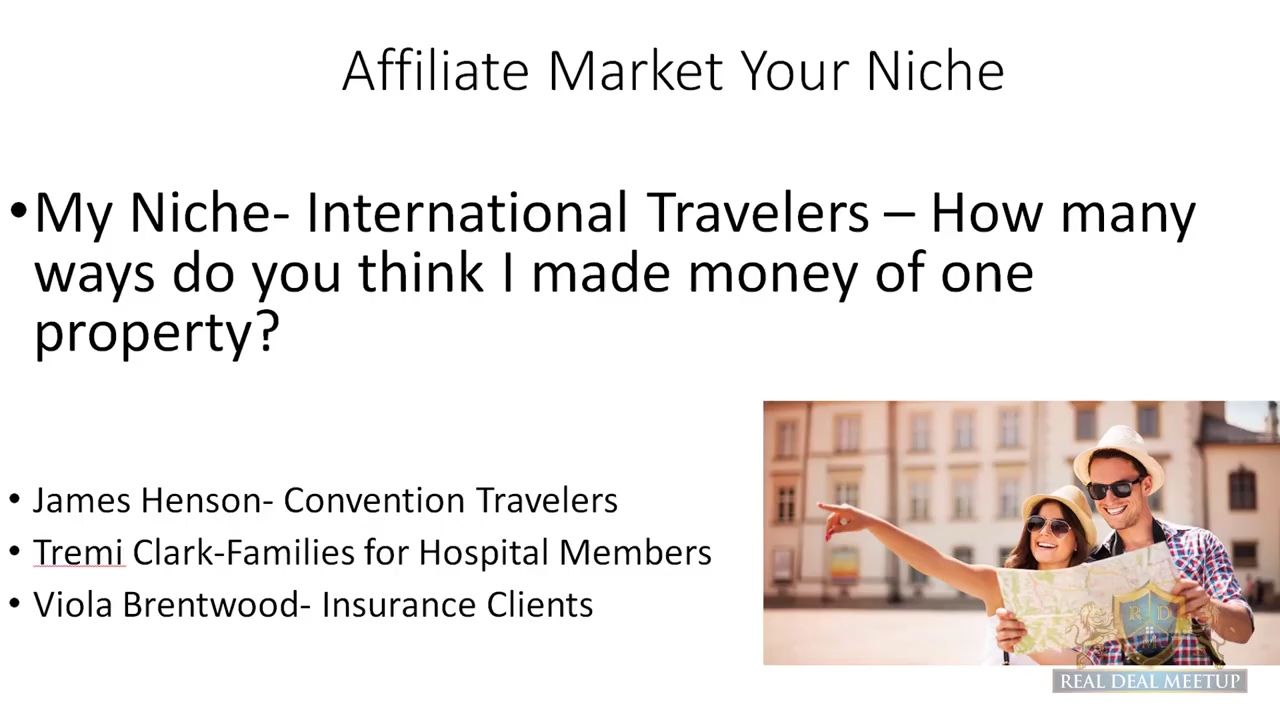 Affiliate Market Your Niche
•My Niche- International Travelers – How many
ways do you think I made money of one
property?
• James Henson- Convention Travelers
• Tremi Clark-Families for Hospital Members
• Viola Brentwood- Insurance Clients
R D
M U
REAL DEAL MEETUP